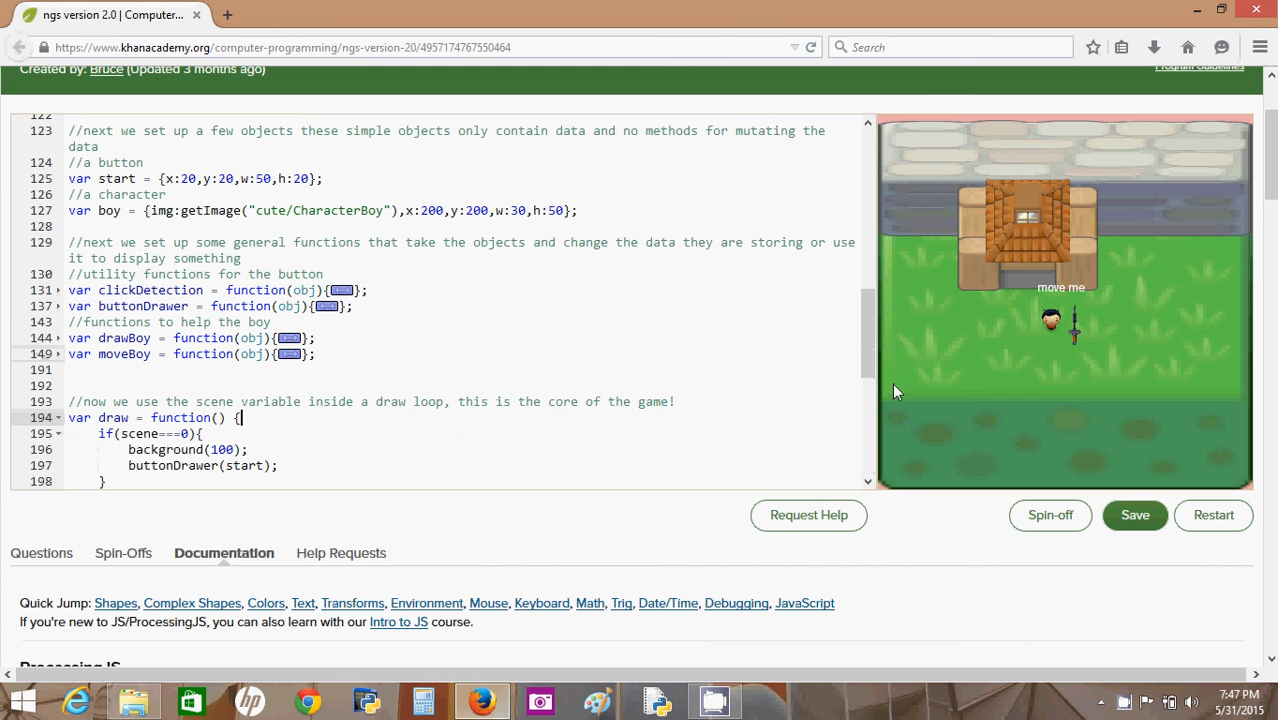 ngs version 2.0 | Computer...
https://www.khanacademy.org/computer-programming/ngs-version-20/4957174767550464
Search
Created by: Bruce (Updated 3 months ago)
Program Guidelines
122
123 //next we set up a few objects these simple objects only contain data and no methods for mutating the
data
124 //a button
125 var start = {x:20,y:20,w:50,h:20};
126 //a character
127 var boy = {img:getImage("cute/CharacterBoy"),x:200,y:200,w:30,h:50};
128
129 //next we set up some general functions that take the objects and change the data they are storing or use
it to display something
130 //utility functions for the button
131 var clickDetection = function(obj){};
137 var buttonDrawer = function(obj){};
143 //functions to help the boy
144 var drawBoy = function(obj){};
149 var moveBoy = function(obj){};
191
192
193 //now we use the scene variable inside a draw loop, this is the core of the game!
194 var draw = function() {
195 if(scene===0){
196 background(100);
197 buttonDrawer(start);
198 }
move me
Request Help
Spin-off
Save
Restart
Questions Spin-Offs Documentation Help Requests
Quick Jump: Shapes, Complex Shapes, Colors, Text, Transforms, Environment, Mouse, Keyboard, Math, Trig, Date/Time, Debugging, JavaScript
If you're new to JS/ProcessingJS, you can also learn with our Intro to JS course.
ProcessingJS
7:47 PM
5/31/2015